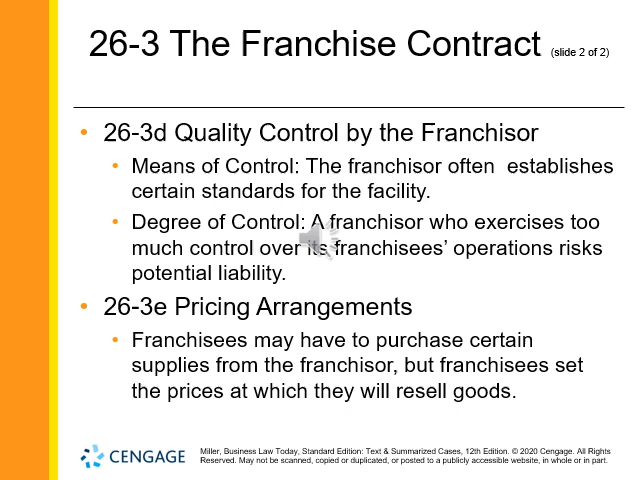 26-3 The Franchise Contract (slide 2 of 2)
• 26-3d Quality Control by the Franchisor
• Means of Control: The franchisor often establishes
certain standards for the facility.
• Degree of Control: A franchisor who exercises too
much control over its franchisees’ operations risks
potential liability.
• 26-3e Pricing Arrangements
• Franchisees may have to purchase certain
supplies from the franchisor, but franchisees set
the prices at which they will resell goods.
CENGAGE
Miller, Business Law Today, Standard Edition: Text & Summarized Cases, 12th Edition. © 2020 Cengage. All Rights
Reserved. May not be scanned, copied or duplicated, or posted to a publicly accessible website, in whole or in part.